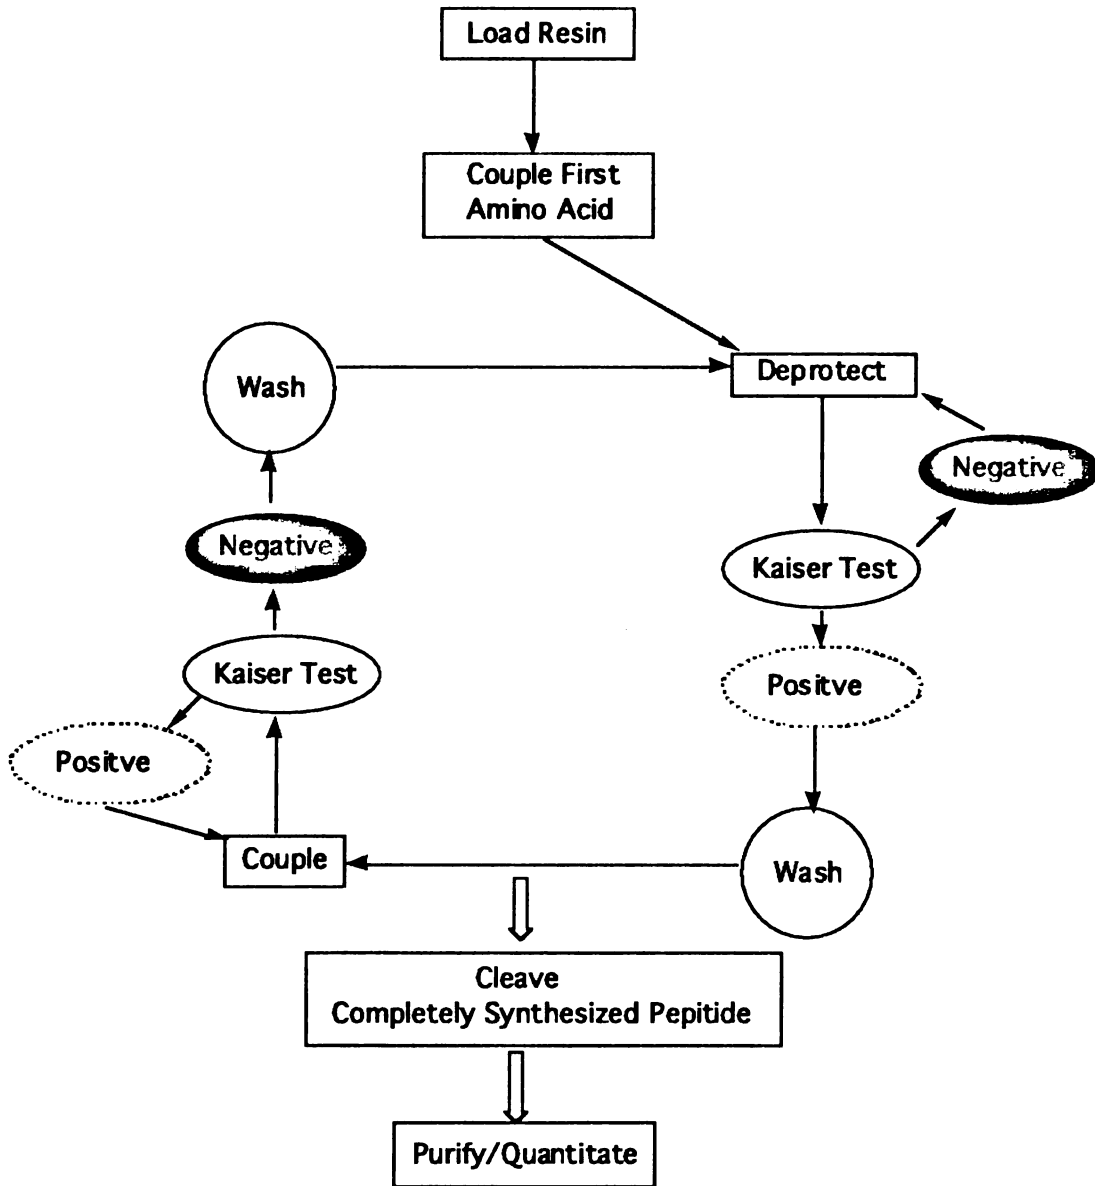 Load Resin
Couple First
Amino Acid
Wash
Deprotect
Negative
Negative
Kaiser Test
Kaiser Test
Positve
Positve
Couple
Wash
Cleave
Completely Synthesized Pepitide
Purify/Quantitate